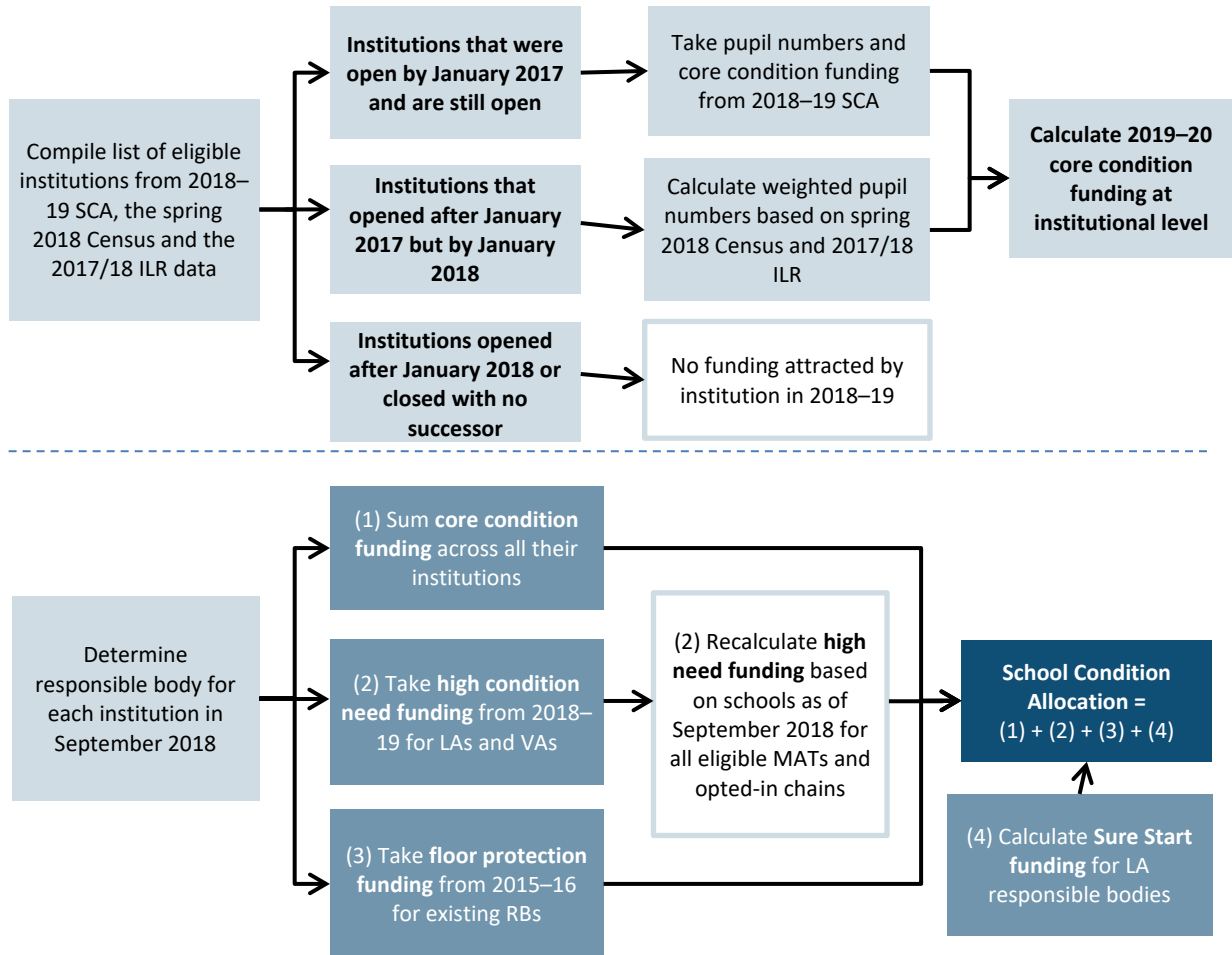 Compile list of eligible
institutions from 2018–
19 SCA, the spring
2018 Census and the
2017/18 ILR data
Institutions that were
open by January 2017
and are still open
Take pupil numbers and
core condition funding
from 2018–19 SCA
Institutions that
opened after January
2017 but by January
2018
Calculate weighted pupil
numbers based on spring
2018 Census and 2017/18
ILR
Institutions opened
after January 2018 or
closed with no
successor
No funding attracted by
institution in 2018–19
Calculate 2019–20
core condition
funding at
institutional level
Determine
responsible body for
each institution in
September 2018
(1) Sum core condition
funding across all their
institutions
(2) Take high condition
need funding from 2018–
19 for LAs and VAs
(2) Recalculate high
need funding based
on schools as of
September 2018 for
all eligible MATs and
opted-in chains
(3) Take floor protection
funding from 2015–16
for existing RBs
School Condition
Allocation =
(1) + (2) + (3) + (4)
(4) Calculate Sure Start
funding for LA
responsible bodies